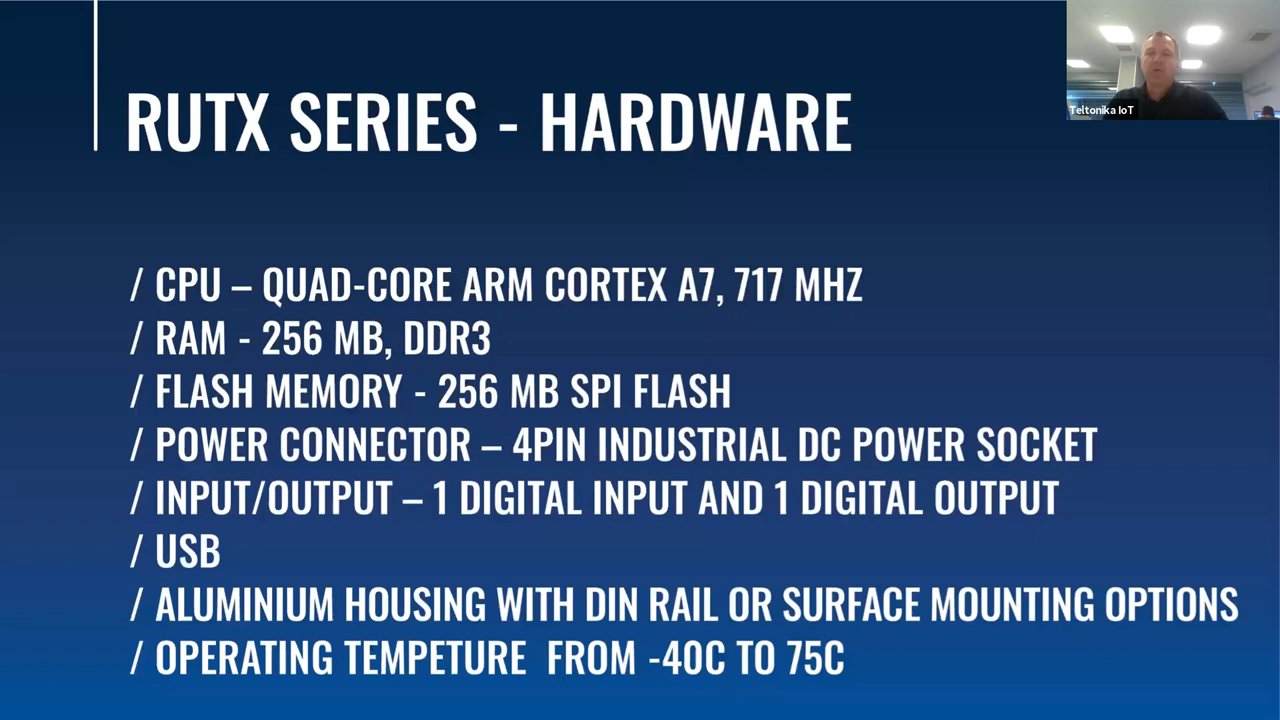 RUTX SERIES - HARDWARE
Teltonika IoT
/ CPU – QUAD-CORE ARM CORTEX A7, 717 MHZ
/ RAM - 256 MB, DDR3
/ FLASH MEMORY - 256 MB SPI FLASH
/ POWER CONNECTOR – 4PIN INDUSTRIAL DC POWER SOCKET
/ INPUT/OUTPUT – 1 DIGITAL INPUT AND 1 DIGITAL OUTPUT
/ USB
/ ALUMINIUM HOUSING WITH DIN RAIL OR SURFACE MOUNTING OPTIONS
/ OPERATING TEMPETURE  FROM -40C TO 75C